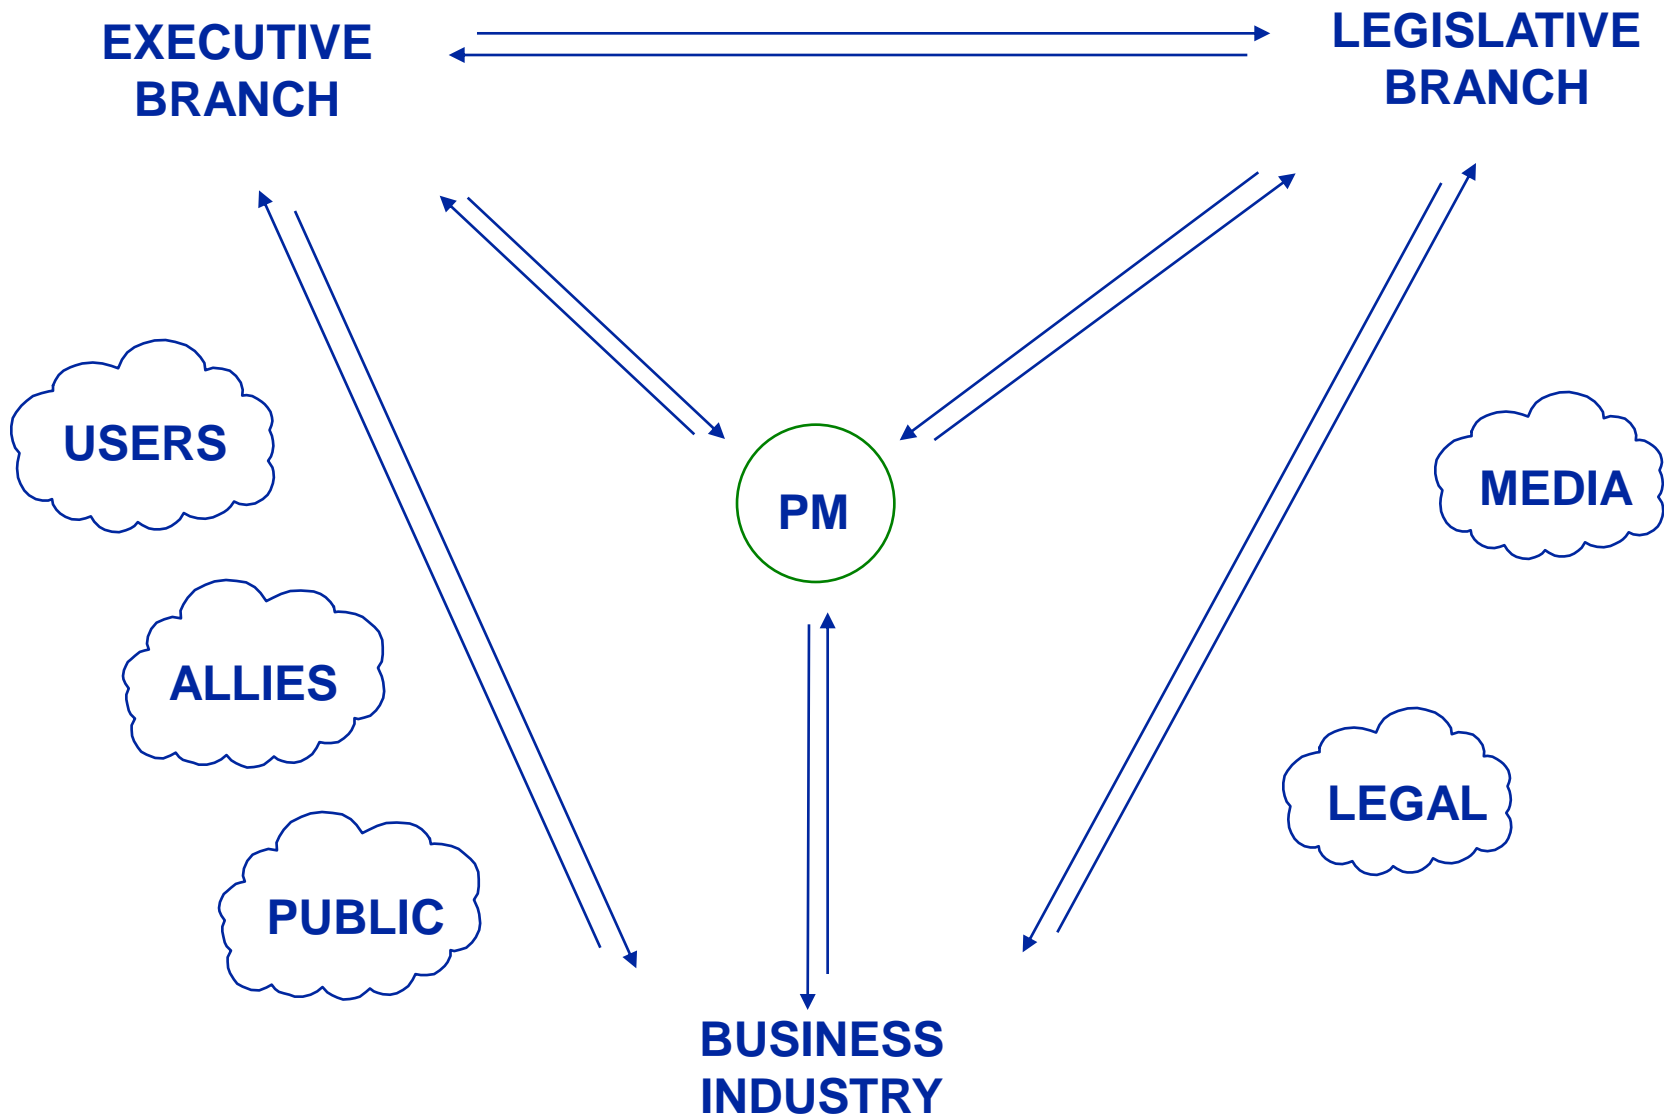 EXECUTIVE
BRANCH
LEGISLATIVE
BRANCH
USERS
PM
MEDIA
ALLIES
LEGAL
PUBLIC
BUSINESS
INDUSTRY